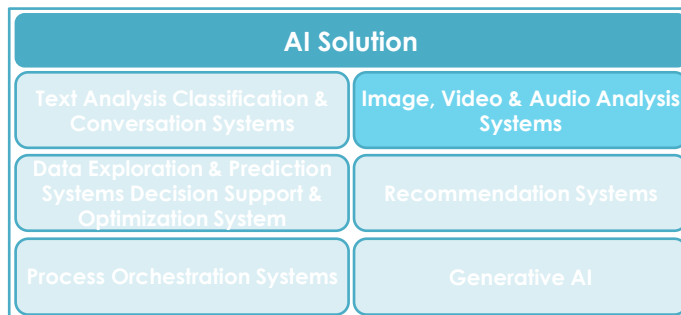 AI Solution
Text Analysis Classification &
Conversation Systems
Image, Video & Audio Analysis
Systems
Data Exploration & Prediction
Systems Decision Support &
Optimization System
Recommendation Systems
Process Orchestration Systems
Generative AI